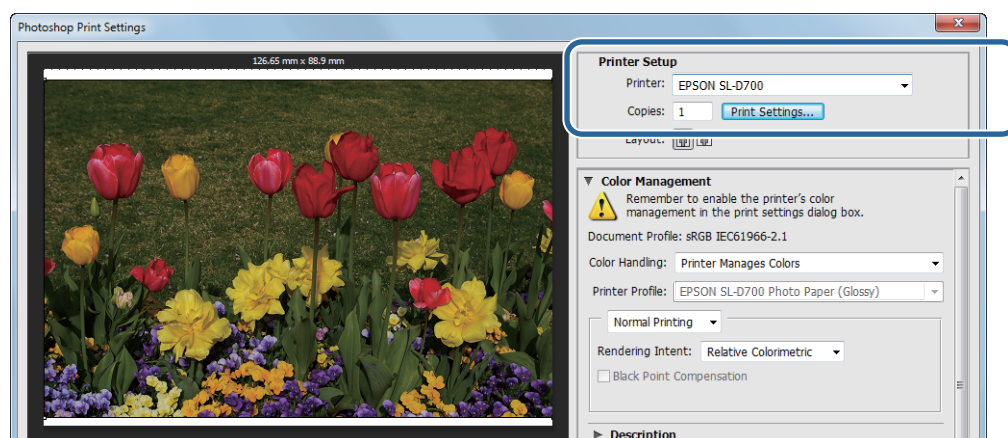 Photoshop Print Settings
126.65 mm x 88.9 mm
Printer Setup
Printer: EPSON SL-D700
Copies: 1 Print Settings...
Layout:
Color Management
Remember to enable the printer's color
management in the print settings dialog box.
Document Profile: sRGB IEC61966-2.1
Color Handling: Printer Manages Colors
Printer Profile: EPSON SL-D700 Photo Paper (Glossy)
Normal Printing
Rendering Intent: Relative Colorimetric
Black Point Compensation
Description